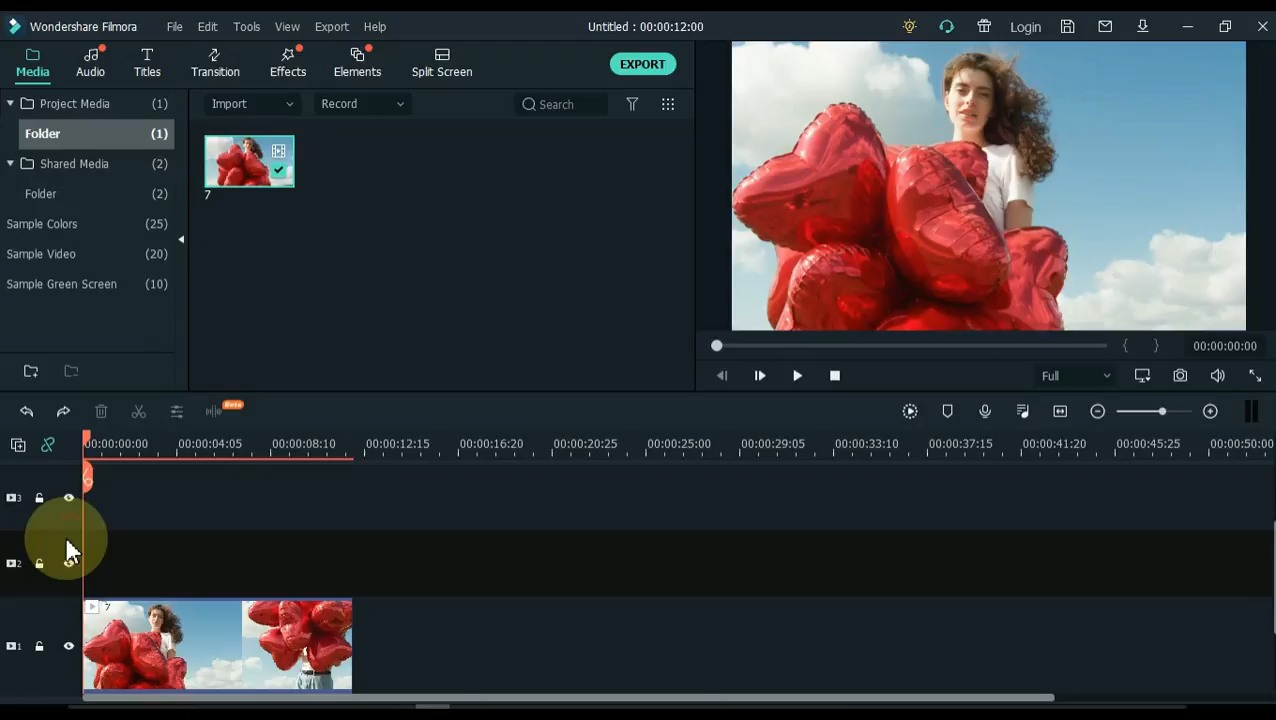 Wondershare Filmora File Edit Tools View Export Help Untitled : 00:00:12:00 Login
Media Audio Titles Transition Effects Elements Split Screen EXPORT
Project Media (1)
Folder (1)
Shared Media (2)
Folder (2)
Sample Colors (25)
Sample Video (20)
Sample Green Screen (10)
Import Record Search
7
{ } 00:00:00:00
Full
Beta
00:00:00:00 00:00:04:05 00:00:08:10 00:00:12:15 00:00:16:20 00:00:20:25 00:00:25:00 00:00:29:05 00:00:33:10 00:00:37:15 00:00:41:20 00:00:45:25 00:00:50:00
3
2
7
1